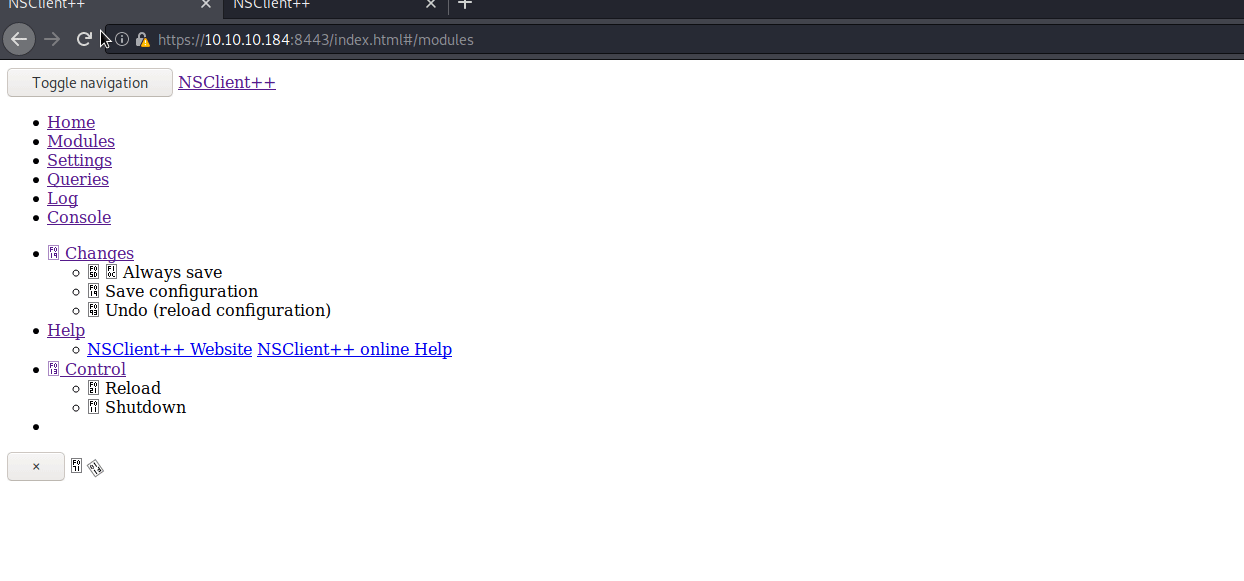 NSClient++ NSClient++
https://10.10.10.184:8443/index.html#/modules
Toggle navigation NSClient++
Home
Modules
Settings
Queries
Log
Console
Changes
Always save
Save configuration
Undo (reload configuration)
Help
NSClient++ Website NSClient++ online Help
Control
Reload
Shutdown
×